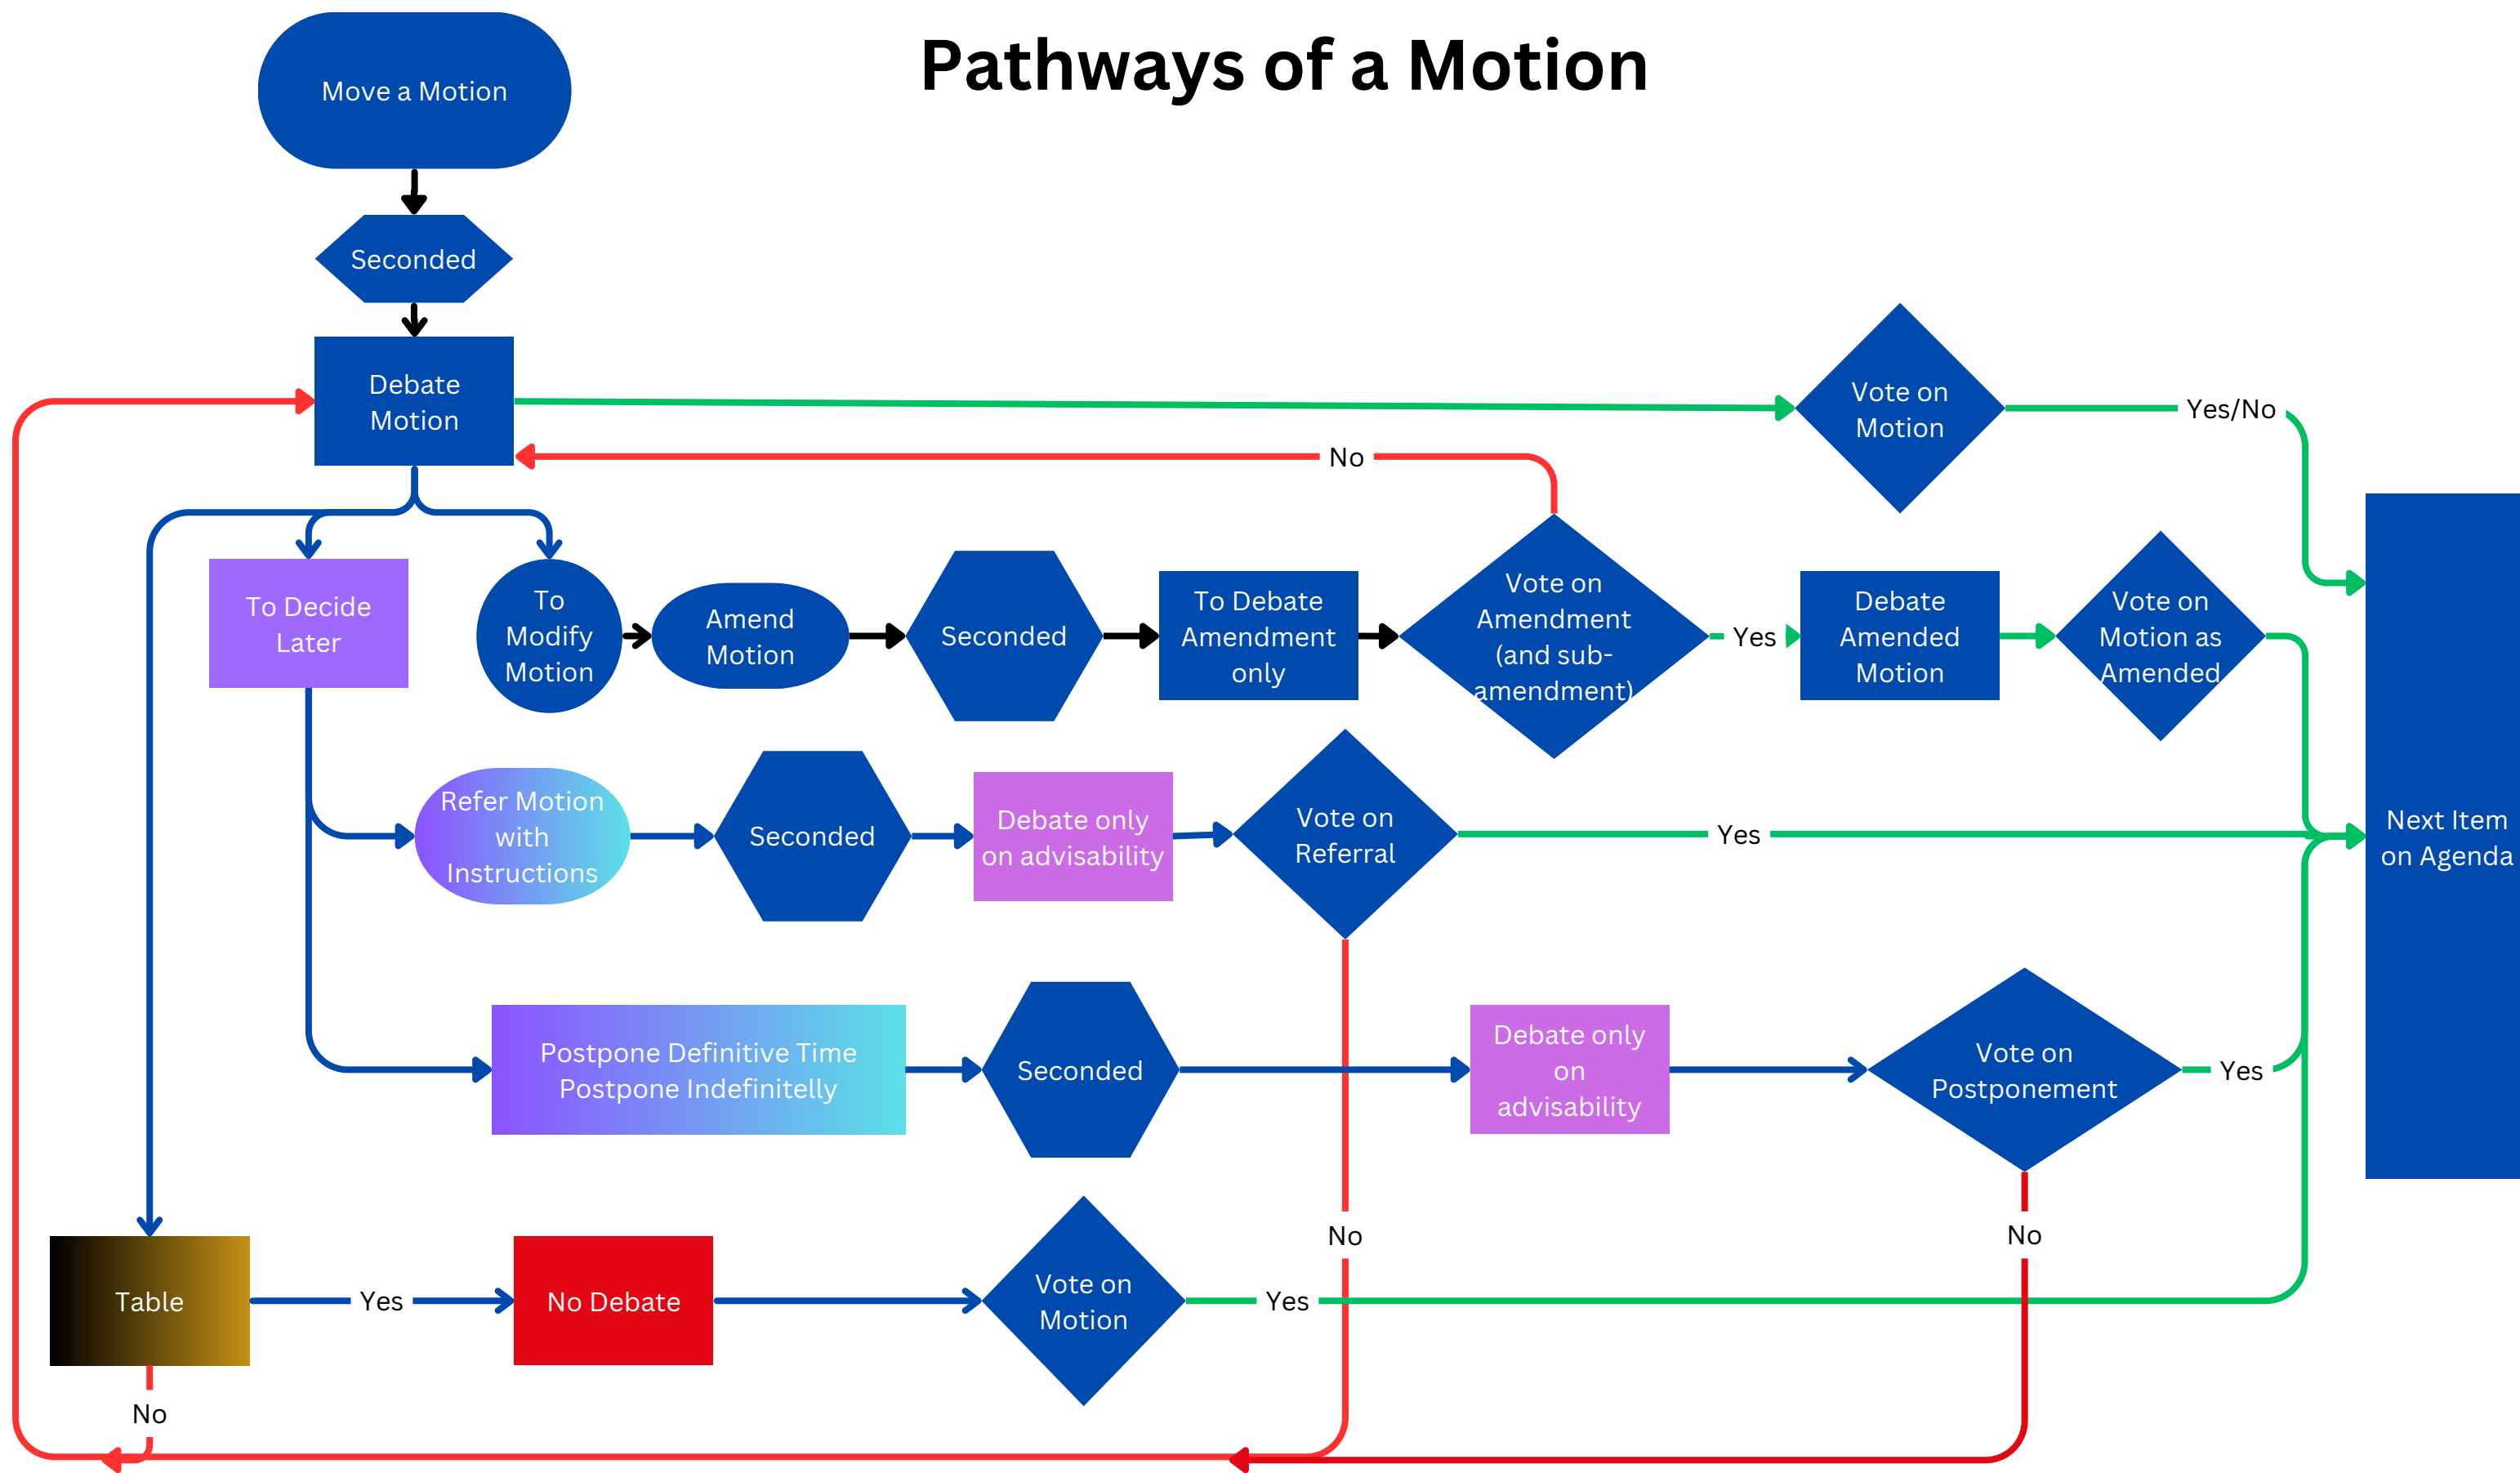 Pathways of a Motion
Move a Motion
Seconded
Debate
Motion
Vote on
Motion
Yes/No
No
To Decide
Later
To
Modify
Motion
Amend
Motion
Seconded
To Debate
Amendment
only
Vote on
Amendment
(and sub-
amendment)
Yes
Debate
Amended
Motion
Vote on
Motion as
Amended
Refer Motion
with
Instructions
Seconded
Debate only
on advisability
Vote on
Referral
Yes
Next Item
on Agenda
Postpone Definitive Time
Postpone Indefinitelly
Seconded
Debate only
on
advisability
Vote on
Postponement
Yes
No
No
Table
Yes
No Debate
Vote on
Motion
Yes
No